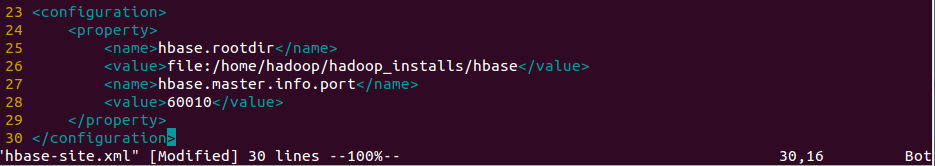 23 <configuration>
24     <property>
25         <name>hbase.rootdir</name>
26         <value>file:/home/hadoop/hadoop_installs/hbase</value>
27         <name>hbase.master.info.port</name>
28         <value>60010</value>
29     </property>
30 </configuration>
"hbase-site.xml" [Modified] 30 lines --100%-- 30,16 Bot